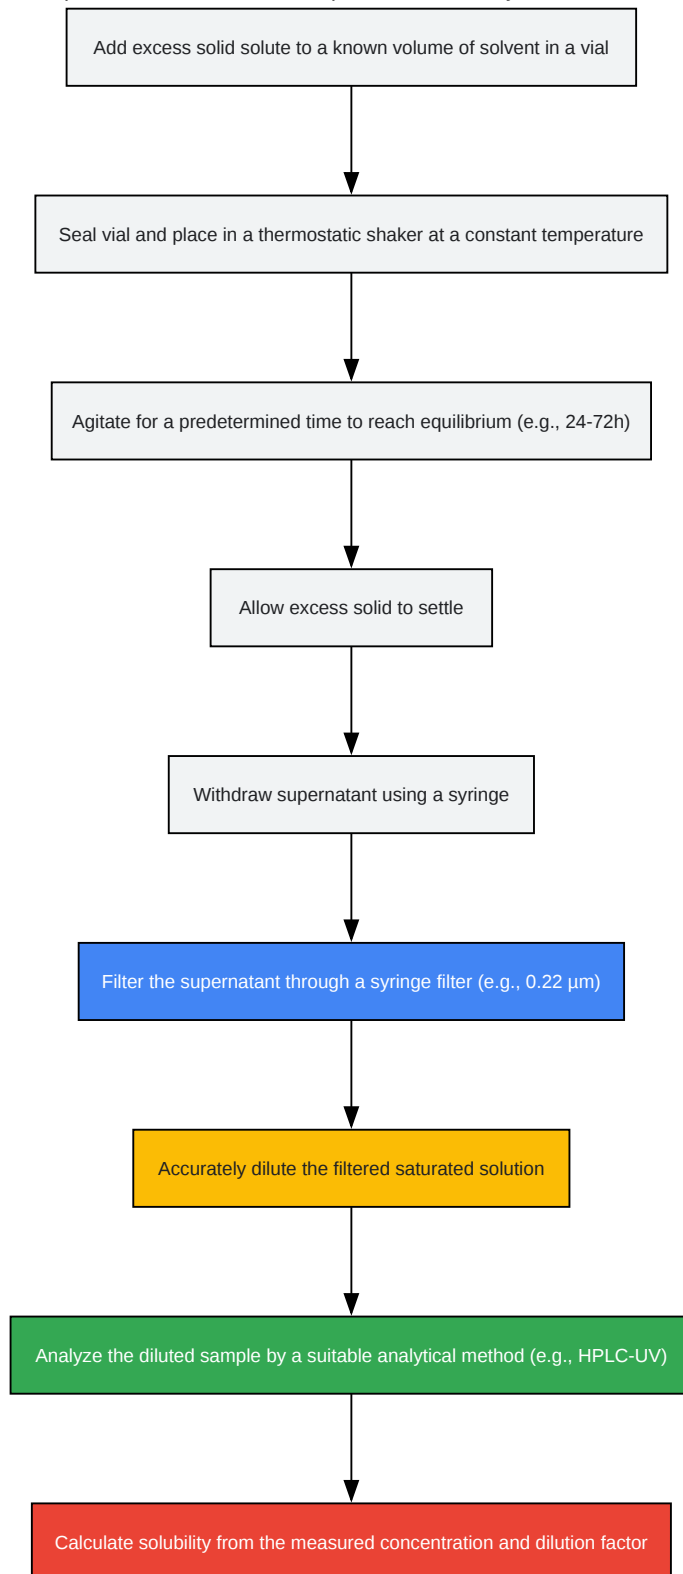 Add excess solid solute to a known volume of solvent in a vial
Seal vial and place in a thermostatic shaker at a constant temperature
Agitate for a predetermined time to reach equilibrium (e.g., 24-72h)
Allow excess solid to settle
Withdraw supernatant using a syringe
Filter the supernatant through a syringe filter (e.g., 0.22 µm)
Accurately dilute the filtered saturated solution
Analyze the diluted sample by a suitable analytical method (e.g., HPLC-UV)
Calculate solubility from the measured concentration and dilution factor